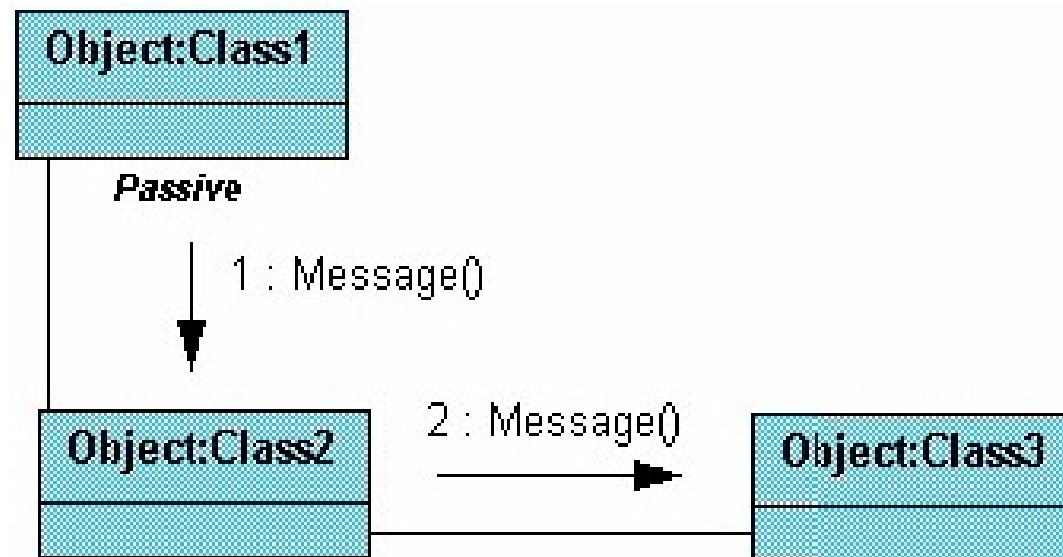 Object:Class1
Passive
1 : Message()
Object:Class2
2 : Message()
Object:Class3